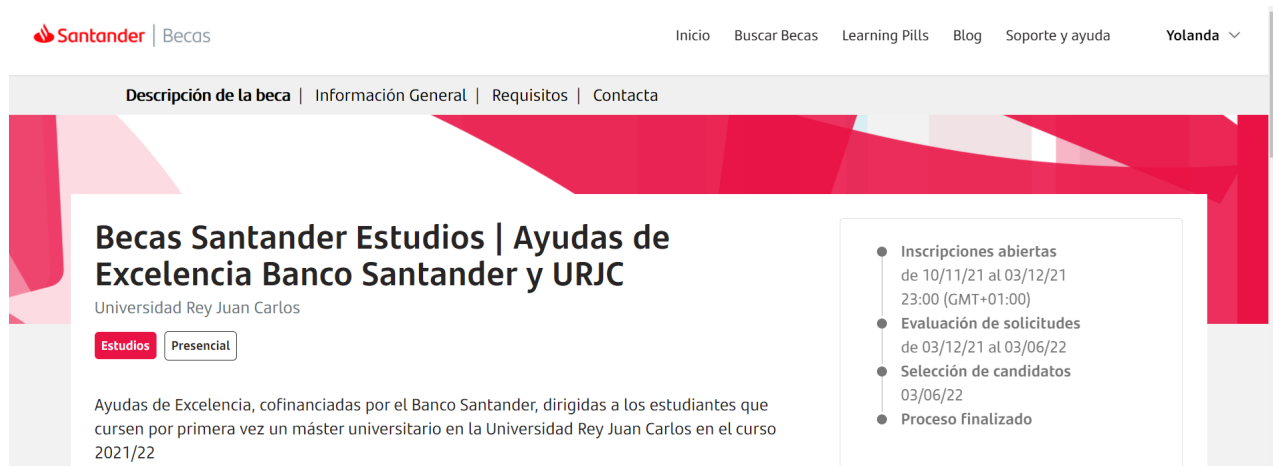 Santander | Becas
Inicio Buscar Becas Learning Pills Blog Soporte y ayuda Yolanda
Descripción de la beca | Información General | Requisitos | Contacta
Becas Santander Estudios | Ayudas de
Excelencia Banco Santander y URJC
Universidad Rey Juan Carlos
Estudios Presencial
Ayudas de Excelencia, cofinanciadas por el Banco Santander, dirigidas a los estudiantes que
cursen por primera vez un máster universitario en la Universidad Rey Juan Carlos en el curso
2021/22
Inscripciones abiertas
de 10/11/21 al 03/12/21
23:00 (GMT+01:00)
Evaluación de solicitudes
de 03/12/21 al 03/06/22
Selección de candidatos
03/06/22
Proceso finalizado